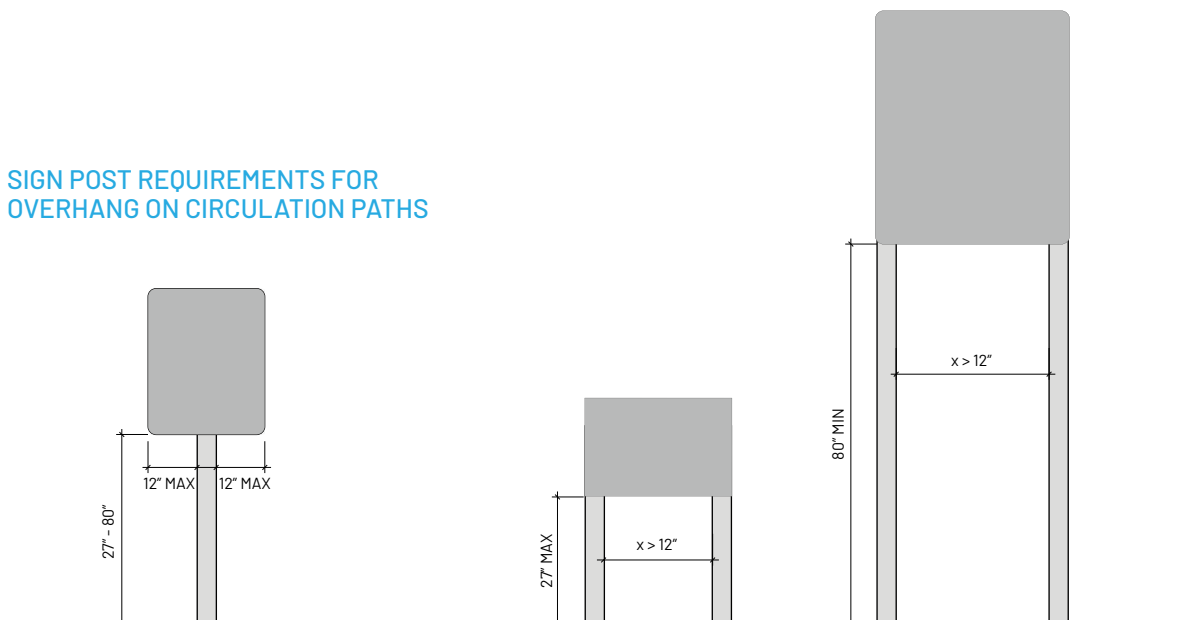 SIGN POST REQUIREMENTS FOR
OVERHANG ON CIRCULATION PATHS
12” MAX
12” MAX
27” - 80”
x > 12”
27” MAX
x > 12”
80” MIN